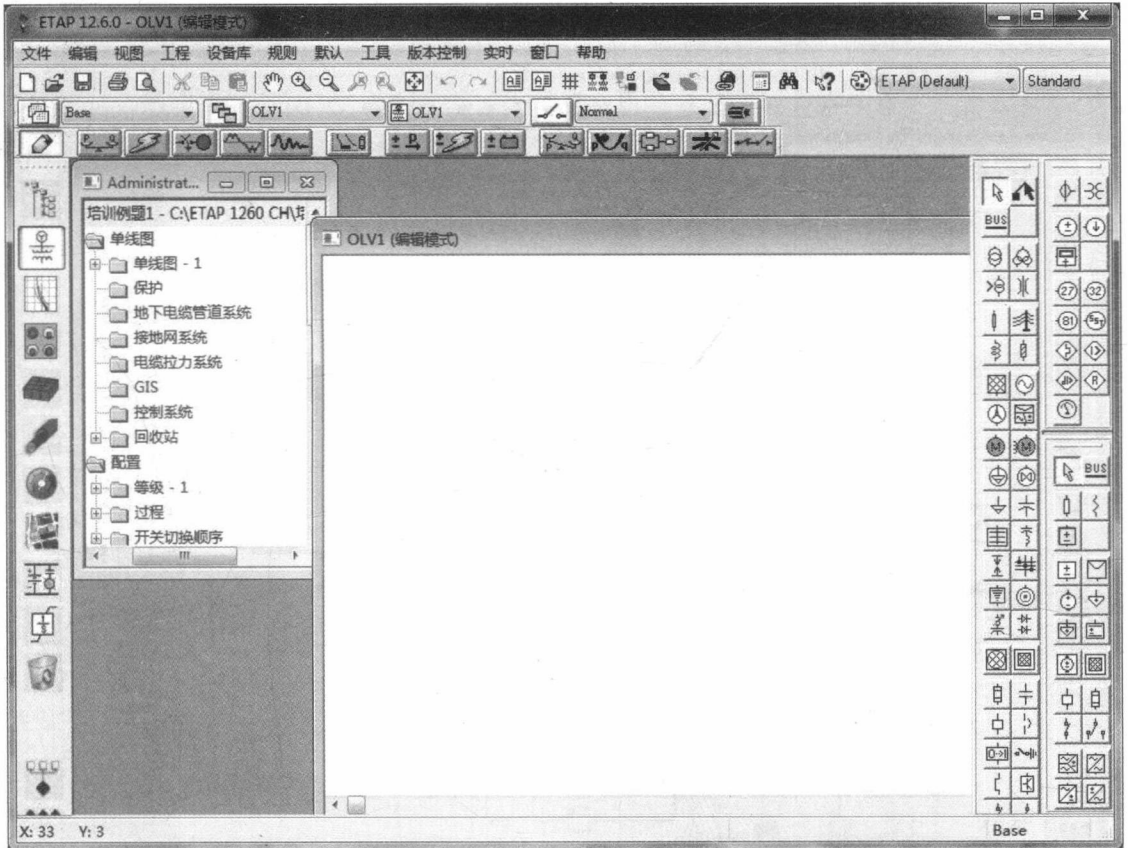 ETAP 12.6.0 - OLV1 (编辑模式)
文件 编辑 视图 工程 设备库 规则 默认 工具 版本控制 实时 窗口 帮助
ETAP (Default) Standard
Base OLV1 OLV1 Normal
Administrat...
培训例题1 - C:\ETAP 1260 CH\
单线图
单线图 - 1
保护
地下电缆管道系统
接地网系统
电缆拉力系统
GIS
控制系统
回收站
配置
等级 - 1
过程
开关切换顺序
OLV1 (编辑模式)
BUS
27 32
81
R
BUS
X: 33 Y: 3 Base